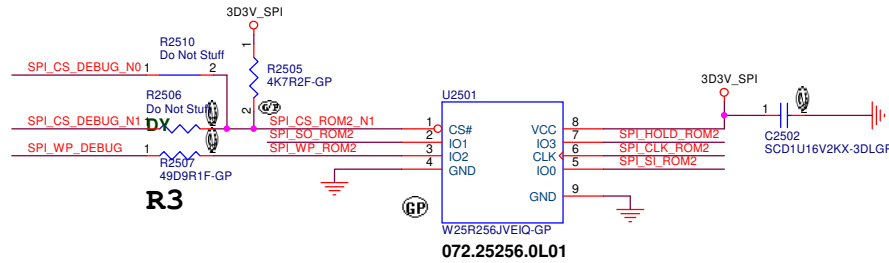 3D3V_SPI
R2510
Do Not Stuff
SPI_CS_DEBUG_N0 1 2
1
R2505
4K7R2F-GP
2
R2506
Do Not Stuff
SPI_CS_DEBUG_N1 1
DY
SPI_WP_DEBUG 1
R2507
49D9R1F-GP
R3
SPI_CS_ROM2_N1 1
SPI_SO_ROM2 2
SPI_WP_ROM2 3
4
U2501
CS# VCC
IO1 IO3
IO2 CLK
GND IO0
GND
8
7 SPI_HOLD_ROM2
6 SPI_CLK_ROM2
5 SPI_SI_ROM2
9
GP
W25R256JVEIQ-GP
072.25256.0L01
3D3V_SPI
1
C2502
SCD1U16V2KX-3DLGP